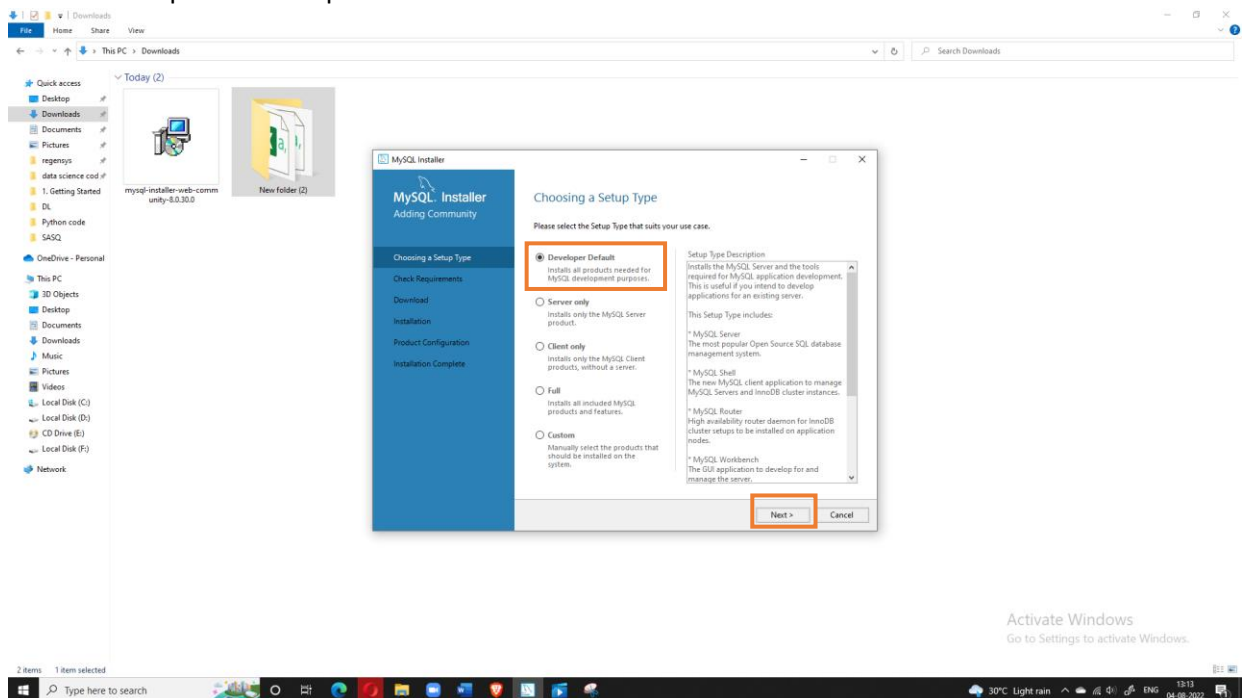 Downloads
File Home Share View
This PC > Downloads
Search Downloads
Quick access
Desktop
Downloads
Documents
Pictures
regensys
data science cod
1. Getting Started
DL
Python code
SASQ
OneDrive - Personal
This PC
3D Objects
Desktop
Documents
Downloads
Music
Pictures
Videos
Local Disk (C:)
Local Disk (D:)
CD Drive (E:)
Local Disk (F:)
Network
Today (2)
mysql-installer-web-comm
unity-8.0.30.0
New folder (2)
MySQL Installer
MySQL. Installer
Adding Community
Choosing a Setup Type
Check Requirements
Download
Installation
Product Configuration
Installation Complete
Choosing a Setup Type
Please select the Setup Type that suits your use case.
Developer Default
Installs all products needed for
MySQL development purposes.
Server only
Installs only the MySQL Server
product.
Client only
Installs only the MySQL Client
products, without a server.
Full
Installs all included MySQL
products and features.
Custom
Manually select the products that
should be installed on the
system.
Setup Type Description
Installs the MySQL Server and the tools
required for MySQL application development.
This is useful if you intend to develop
applications for an existing server.
This Setup Type includes:
* MySQL Server
The most popular Open Source SQL database
management system.
* MySQL Shell
The new MySQL client application to manage
MySQL Servers and InnoDB cluster instances.
* MySQL Router
High availability router daemon for InnoDB
cluster setups to be installed on application
nodes.
* MySQL Workbench
The GUI application to develop for and
manage the server.
Next > Cancel
Activate Windows
Go to Settings to activate Windows.
2 items 1 item selected
Type here to search
30°C Light rain ENG 13:13
04-08-2022